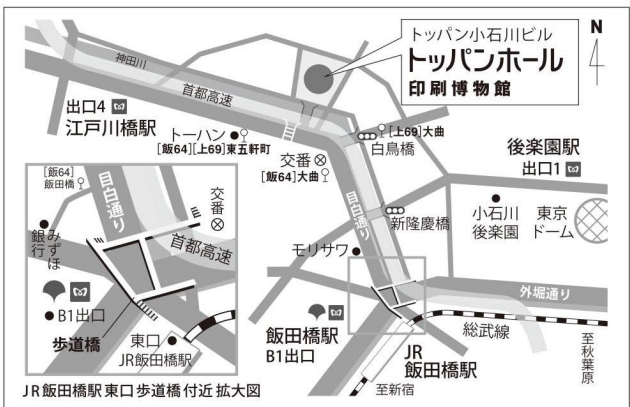 トッパン小石川ビル
トッパンホール
印刷博物館
N
神田川
首都高速
出口4
江戸川橋駅
トーハン
[飯64][上69]東五軒町
交番
[飯64]大曲
[上69]大曲
白鳥橋
後楽園駅
出口1
目白通り
新隆慶橋
小石川
後楽園
東京
ドーム
モリサワ
外堀通り
飯田橋駅
B1出口
JR
飯田橋駅
総武線
至秋葉原
至新宿
[飯64]
飯田橋
目白通り
交番
首都高速
みずほ
銀行
B1出口
歩道橋
東口
JR飯田橋駅
JR飯田橋駅東口歩道橋付近 拡大図